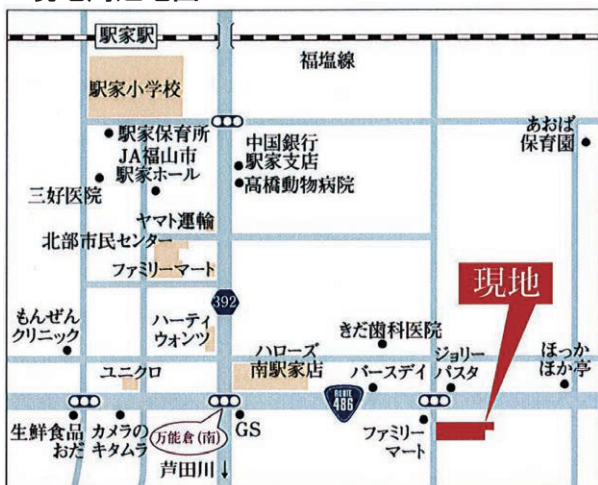 駅家駅
福塩線
駅家小学校
あおば
保育園
駅家保育所
中国銀行
駅家支店
JA福山市
駅家ホール
高橋動物病院
三好医院
ヤマト運輸
北部市民センター
ファミリーマート
現地
392
もんぜん
クリニック
ハーティ
ウォンツ
きだ歯科医院
ハローズ
南駅家店
ジョリー
パスタ
ほっか
ほか亭
ユニクロ
バースデイ
ROUTE
486
生鮮食品
おだ
カメラの
キタムラ
万能倉(南)
GS
ファミリー
マート
芦田川↓